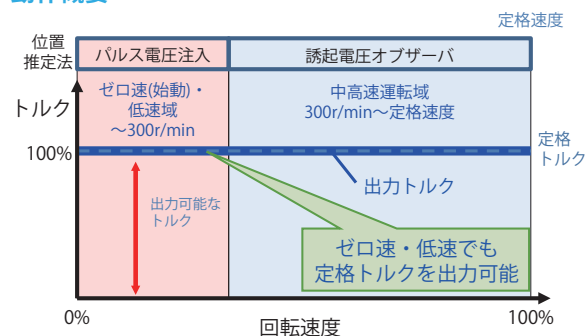 定格速度
位置
推定法
パルス電圧注入
誘起電圧オブザーバ
トルク
ゼロ速(始動)・
低速域
～300r/min
中高速運転域
300r/min～定格速度
100%
定格
トルク
出力トルク
出力可能な
トルク
ゼロ速・低速でも
定格トルクを出力可能
0%
回転速度
100%